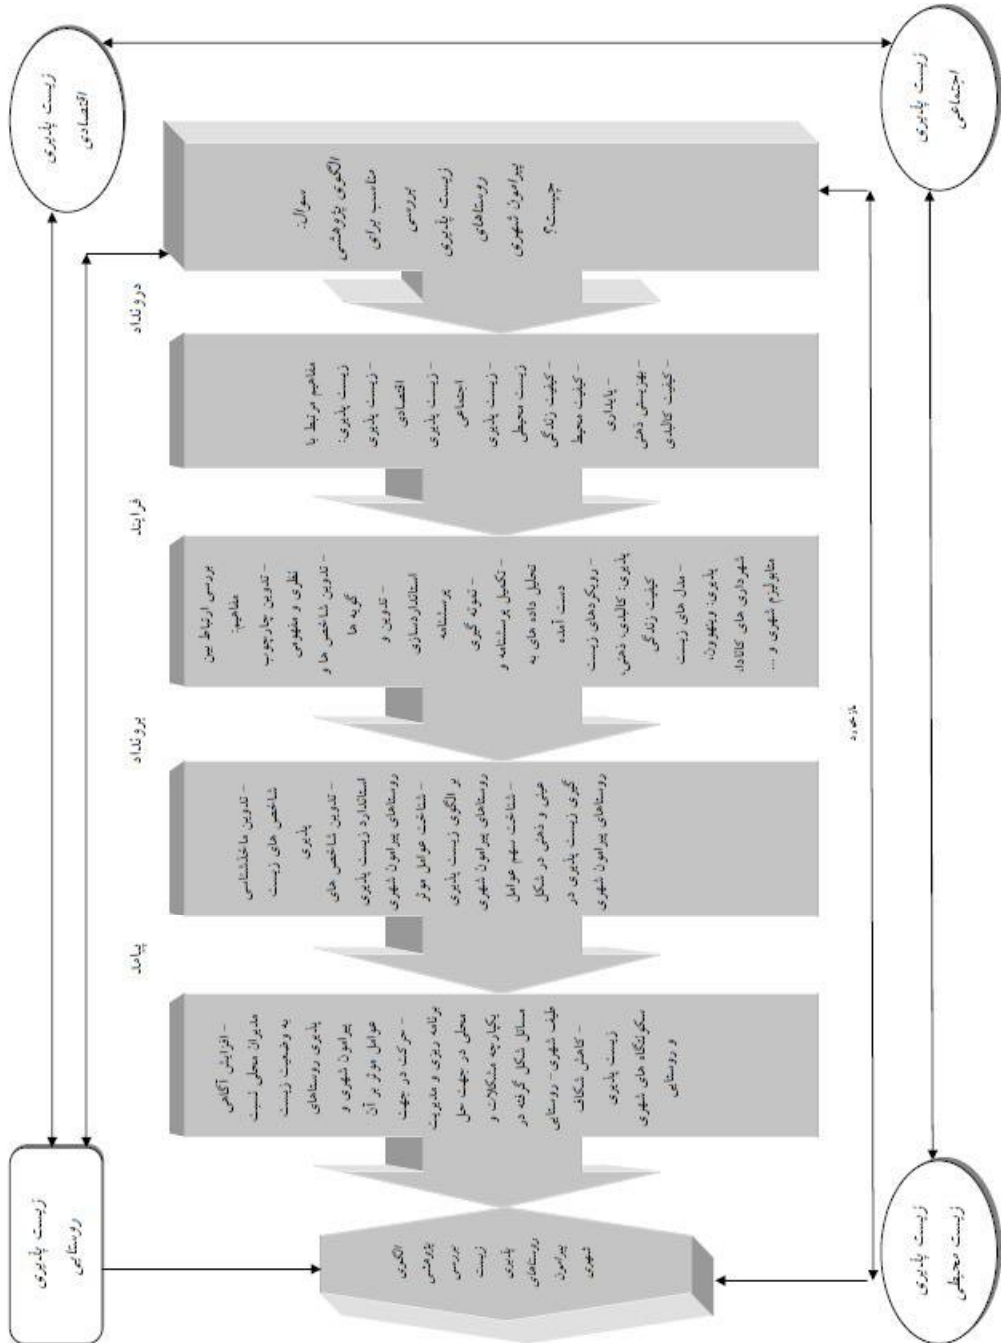 زیست پذیری
اقتصادی
زیست پذیری
روستایی
درونداد
فرایند
برونداد
پیامد
سوال:
الگوی پژوهشی
مناسب برای
بررسی
زیست پذیری
روستاهای
پیرامون شهری
چیست؟
مفاهیم مرتبط با
زیست پذیری:
- زیست پذیری
اقتصادی
- زیست پذیری
اجتماعی
- زیست پذیری
زیست محیطی
- کیفیت زندگی
- کیفیت محیط
- پایداری
- بهزیستی ذهنی
- کیفیت کالبدی
بررسی ارتباط بین
مفاهیم:
- تدوین چارچوب
نظری و مفهومی
- تدوین شاخص ها و
گویه ها
- تدوین و
استانداردسازی
پرسشنامه
- نمونه گیری
- تکمیل پرسشنامه و
تحلیل داده های به
دست آمده
- رویکردهای زیست
پذیری: کالبدی، ذهنی،
کیفیت زندگی
- مدل های زیست
پذیری: وینهوون،
شهرداری های کانادا،
متابولیزم شهری و ...
- تدوین ماخذشناسی
شاخص های زیست
پذیری
- تدوین شاخص های
استاندارد زیست پذیری
روستاهای پیرامون شهری
- شناخت عوامل موثر
بر الگوی زیست پذیری
روستاهای پیرامون شهری
- شناخت سهم عوامل
عینی و ذهنی در شکل
گیری زیست پذیری در
روستاهای پیرامون شهری
- افزایش آگاهی
مدیران محلی نسبت
به وضعیت زیست
پذیری روستاهای
پیرامون شهری و
عوامل موثر بر آن
- حرکت در جهت
برنامه ریزی و مدیریت
محلی در جهت حل
یکپارچه مشکلات و
مسائل شکل گرفته در
طیف شهری - روستایی
- کاهش شکاف
زیست پذیری
سکونتگاه های شهری
و روستایی
الگوی
پژوهشی
بررسی
زیست
پذیری
روستاهای
پیرامون
شهری
بازخورد
زیست پذیری
اجتماعی
زیست پذیری
زیست محیطی